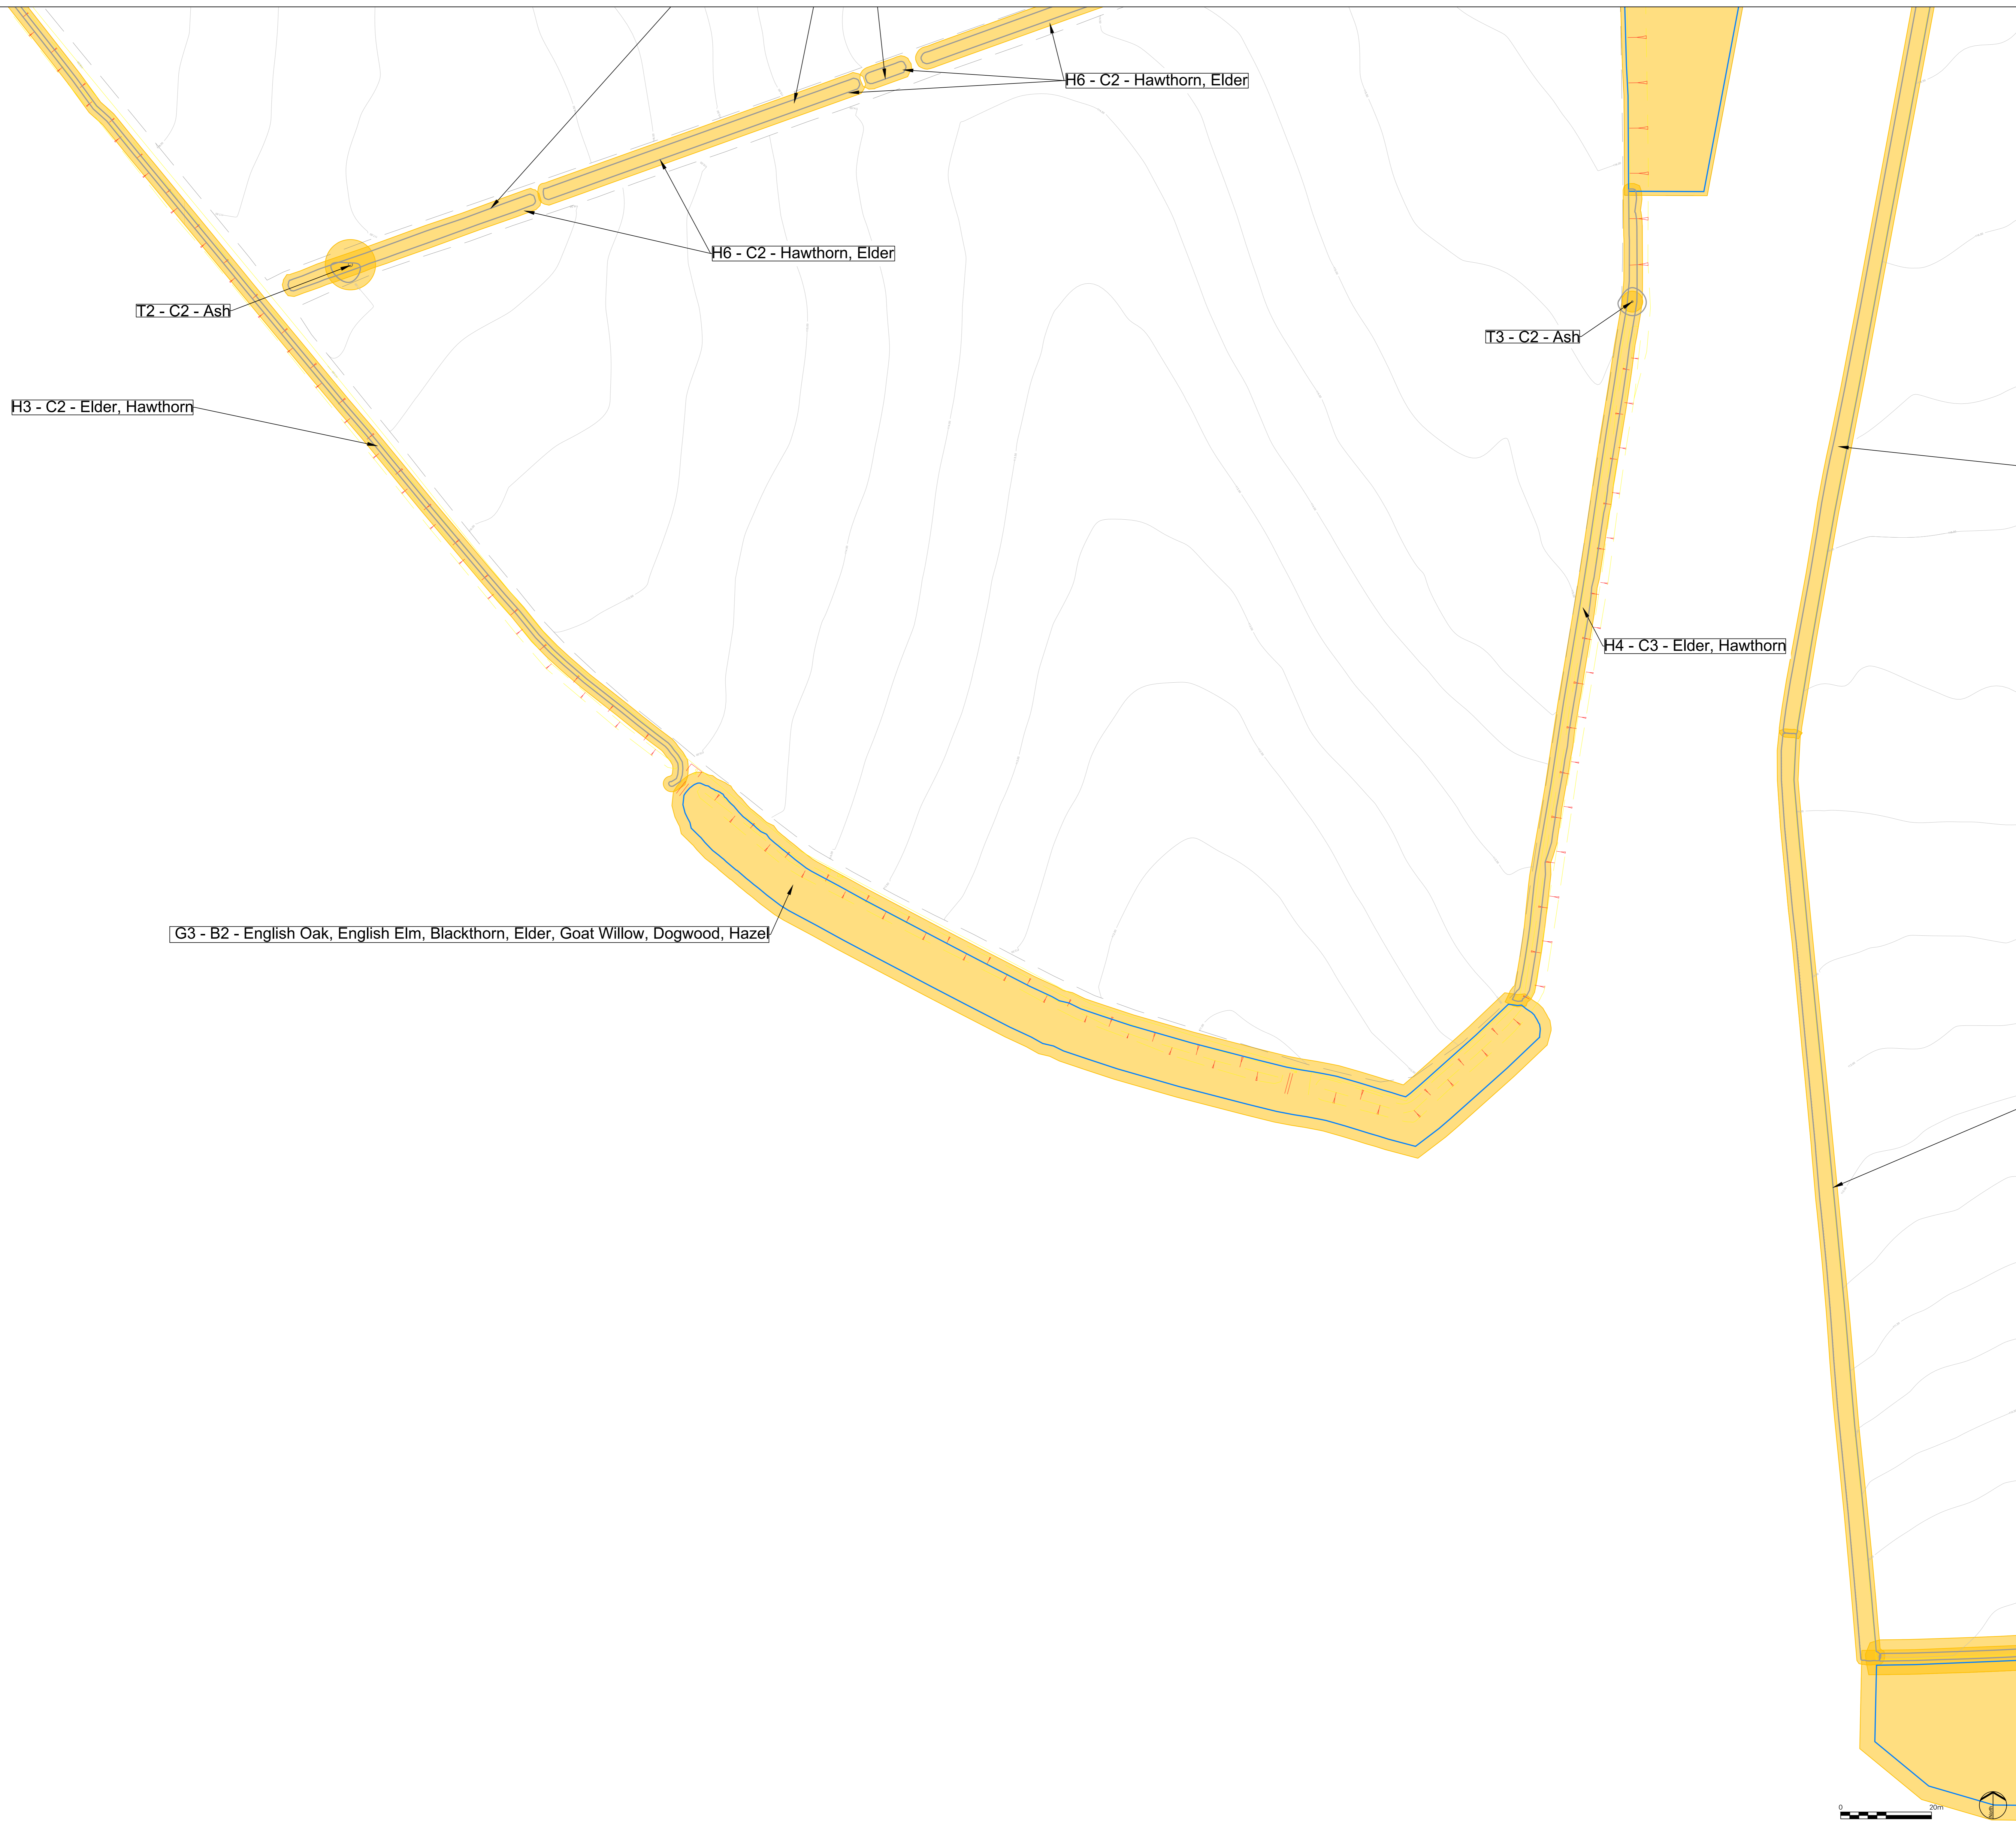 H6 - C2 - Hawthorn, Elder
H6 - C2 - Hawthorn, Elder
T2 - C2 - Ash
T3 - C2 - Ash
H3 - C2 - Elder, Hawthorn
H4 - C3 - Elder, Hawthorn
G3 - B2 - English Oak, English Elm, Blackthorn, Elder, Goat Willow, Dogwood, Hazel
0 20m